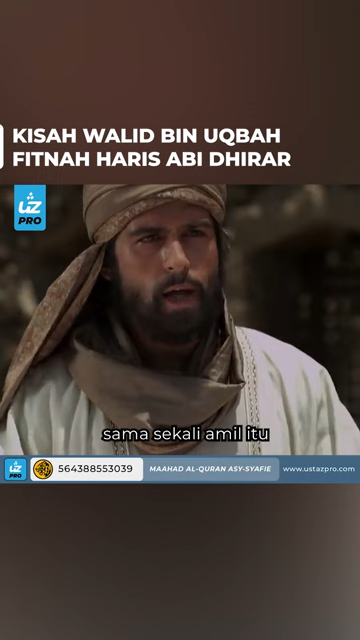 KISAH WALID BIN UQBAH
FITNAH HARIS ABI DHIRAR
UZ
PRO
sama sekali amil itu
UZ
PRO
564388553039
MAAHAD AL-QURAN ASY-SYAFIE
www.ustazpro.com